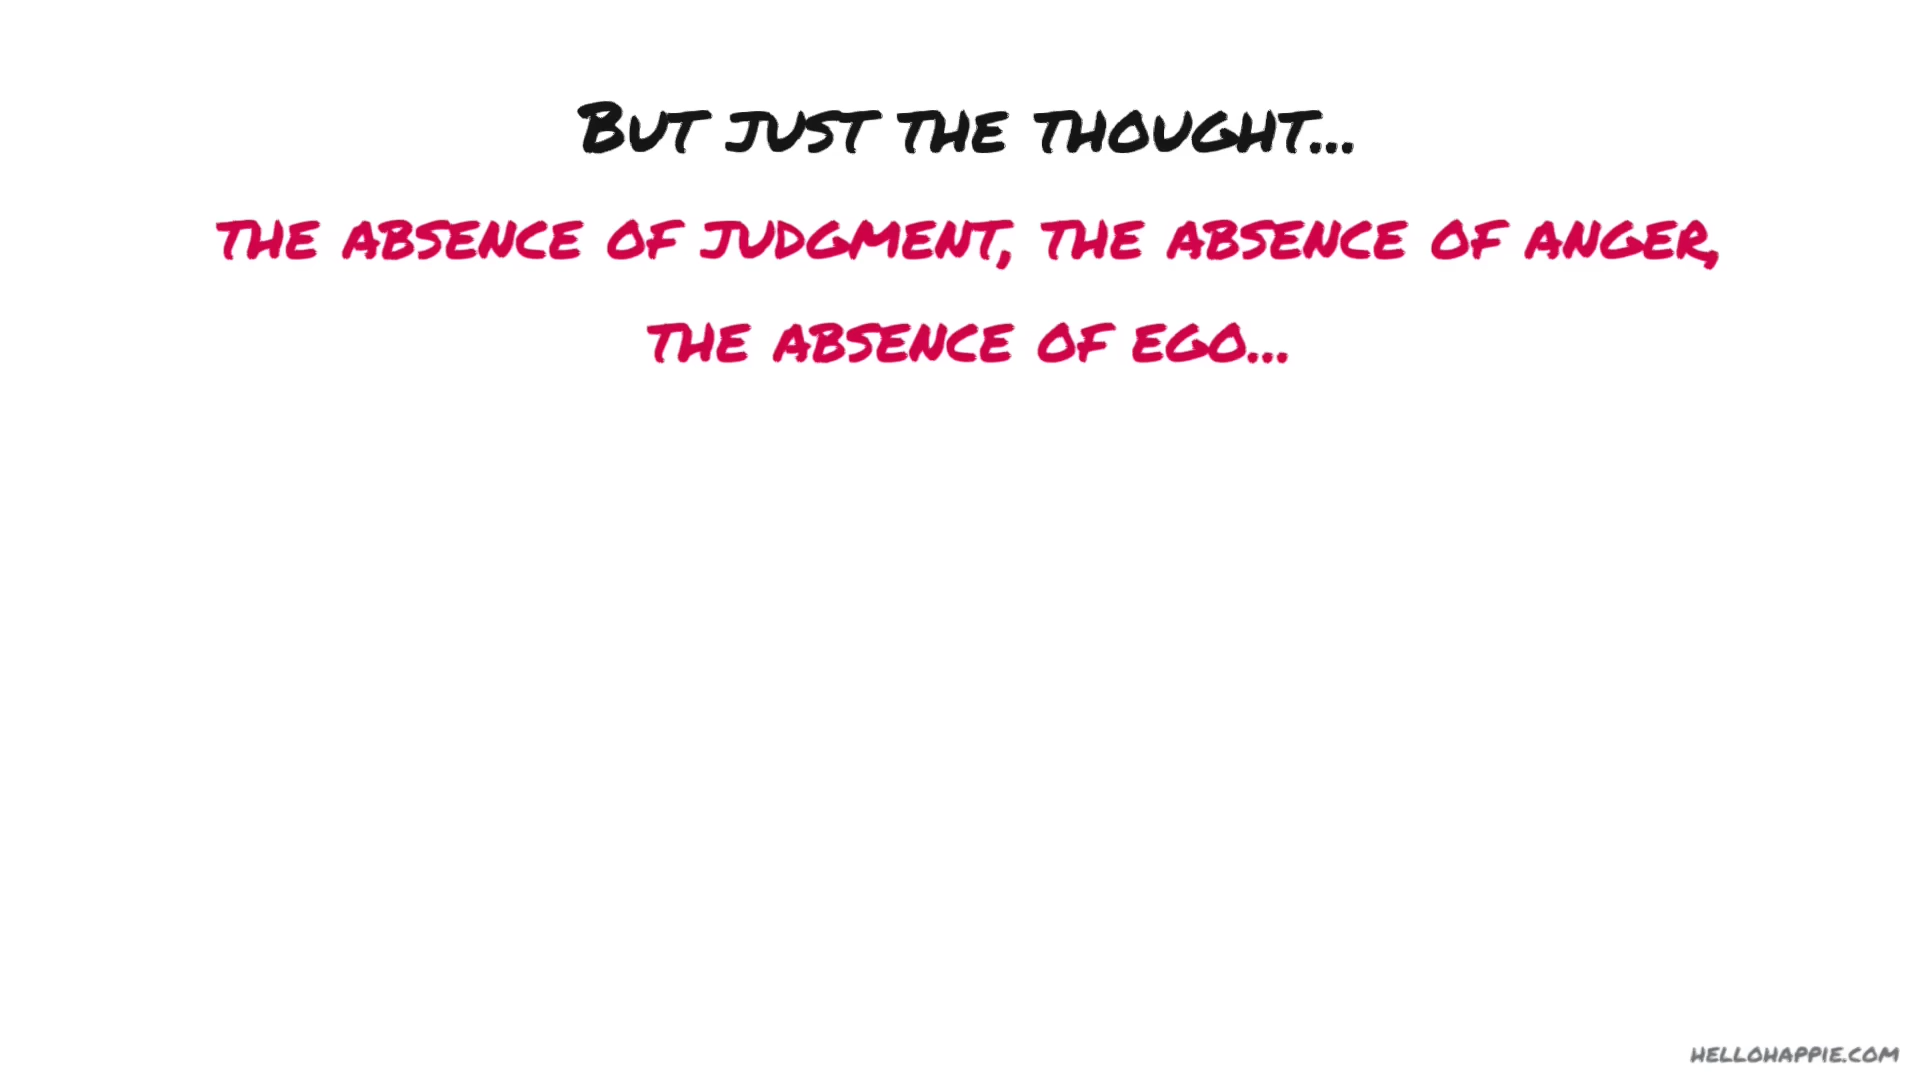 But just the thought...
the absence of judgment, the absence of anger,
the absence of ego...
hellohappie.com